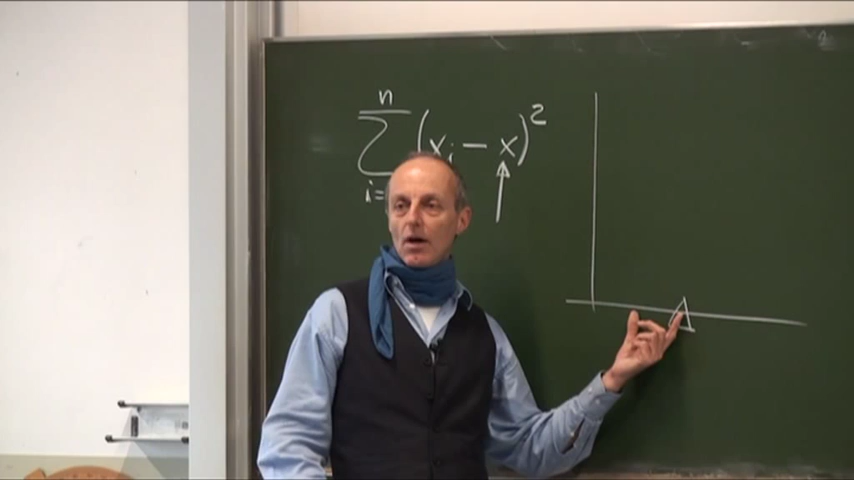 n
∑ (xᵢ − x)²
i=